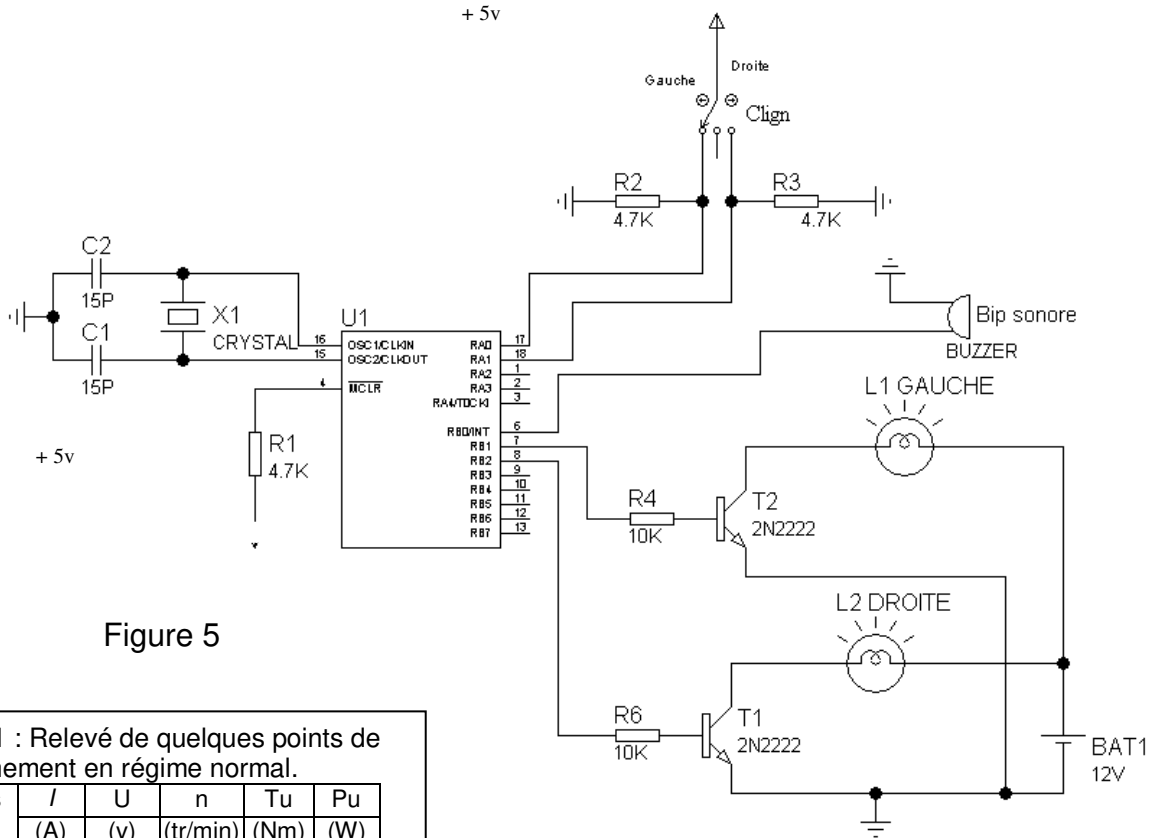 + 5v
Droite
Gauche
Clign
R2
R3
4.7K
4.7K
C2
15P
X1
CRYSTAL
C1
15P
Bip sonore
BUZZER
U1
16 OSC1/CLKIN
15 OSC2/CLKOUT
4 MCLR
RA0 17
RA1 18
RA2 1
RA3 2
RA4/T0CKI 3
RB0/INT 6
RB1 7
RB2 8
RB3 9
RB4 10
RB5 11
RB6 12
RB7 13
L1 GAUCHE
+ 5v
R1
4.7K
R4
10K
T2
2N2222
L2 DROITE
Figure 5
R6
10K
T1
2N2222
BAT1
12V
: Relevé de quelques points de
en régime normal.
I U n Tu Pu
(A) (v) (tr/min) (Nm) (W)